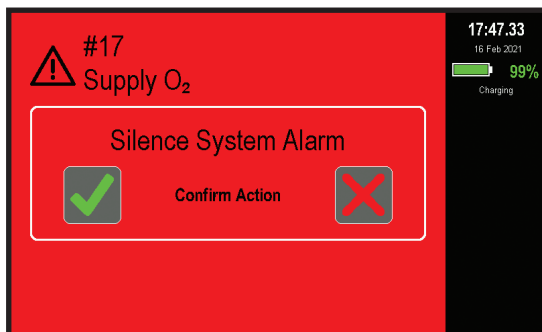 #17
Supply O₂
Silence System Alarm
Confirm Action
17:47.33
16 Feb 2021
99%
Charging